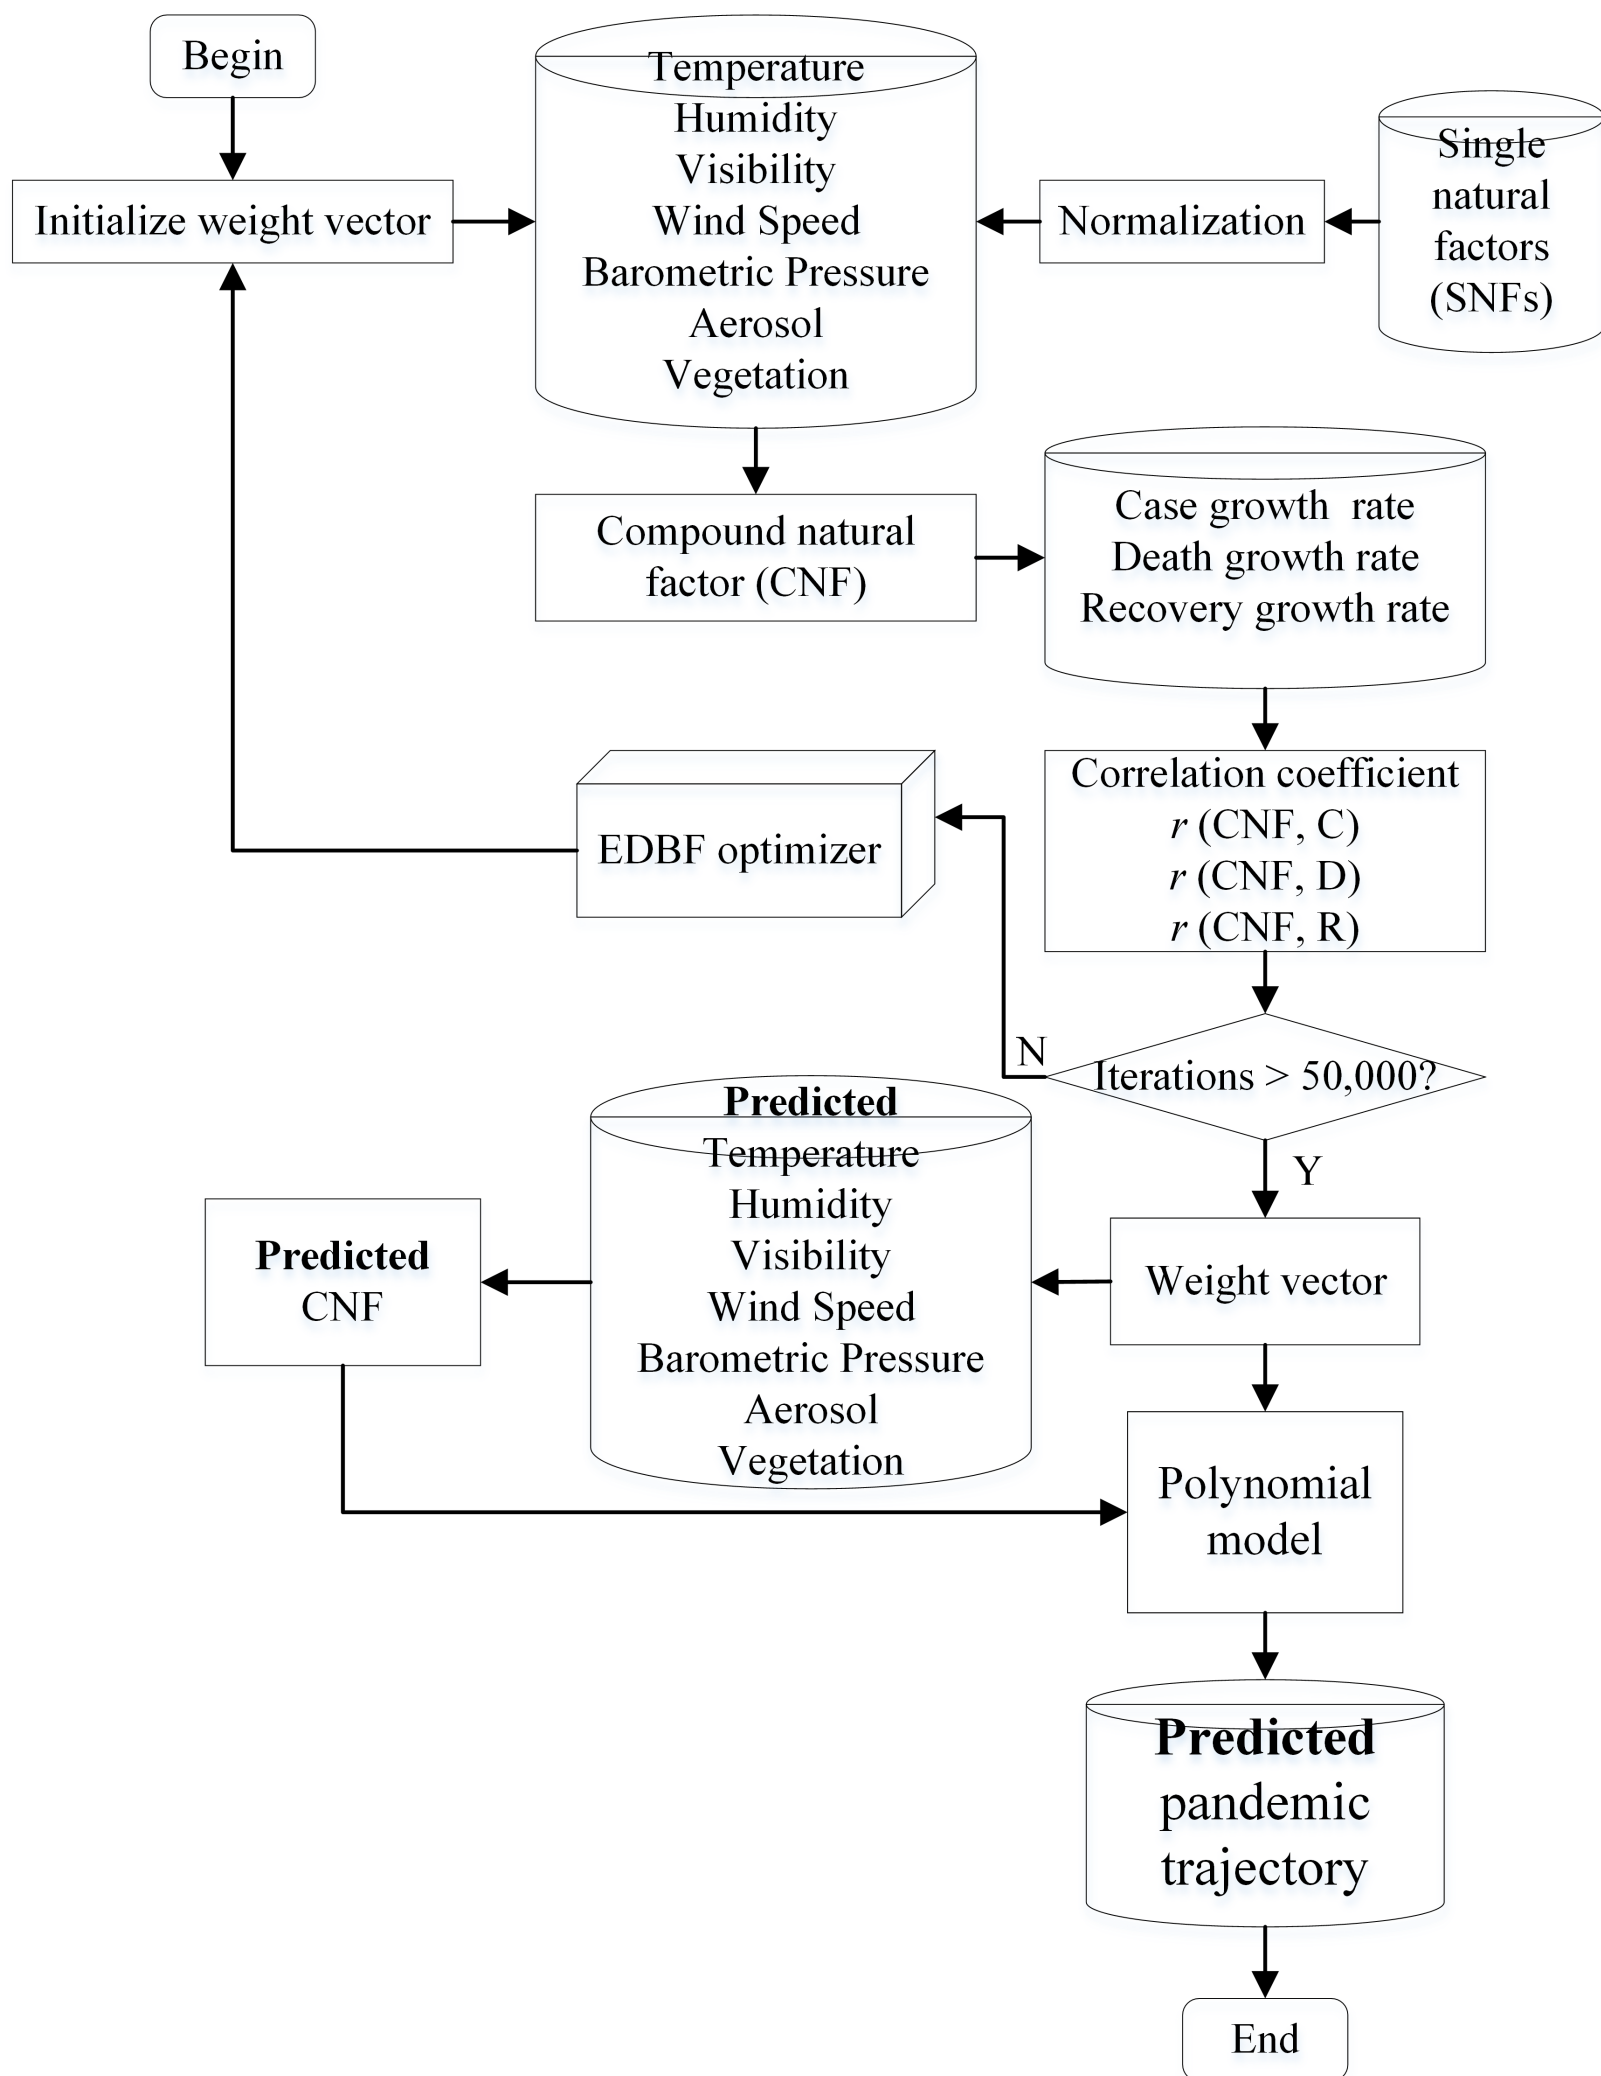 Begin
Initialize weight vector
Temperature
Humidity
Visibility
Wind Speed
Barometric Pressure
Aerosol
Vegetation
Normalization
Single
natural
factors
(SNFs)
Compound natural
factor (CNF)
Case growth  rate
Death growth rate
Recovery growth rate
Correlation coefficient
r (CNF, C)
r (CNF, D)
r (CNF, R)
EDBF optimizer
N
Iterations > 50,000?
Y
Weight vector
Predicted
Temperature
Humidity
Visibility
Wind Speed
Barometric Pressure
Aerosol
Vegetation
Predicted
CNF
Polynomial
model
Predicted
pandemic
trajectory
End